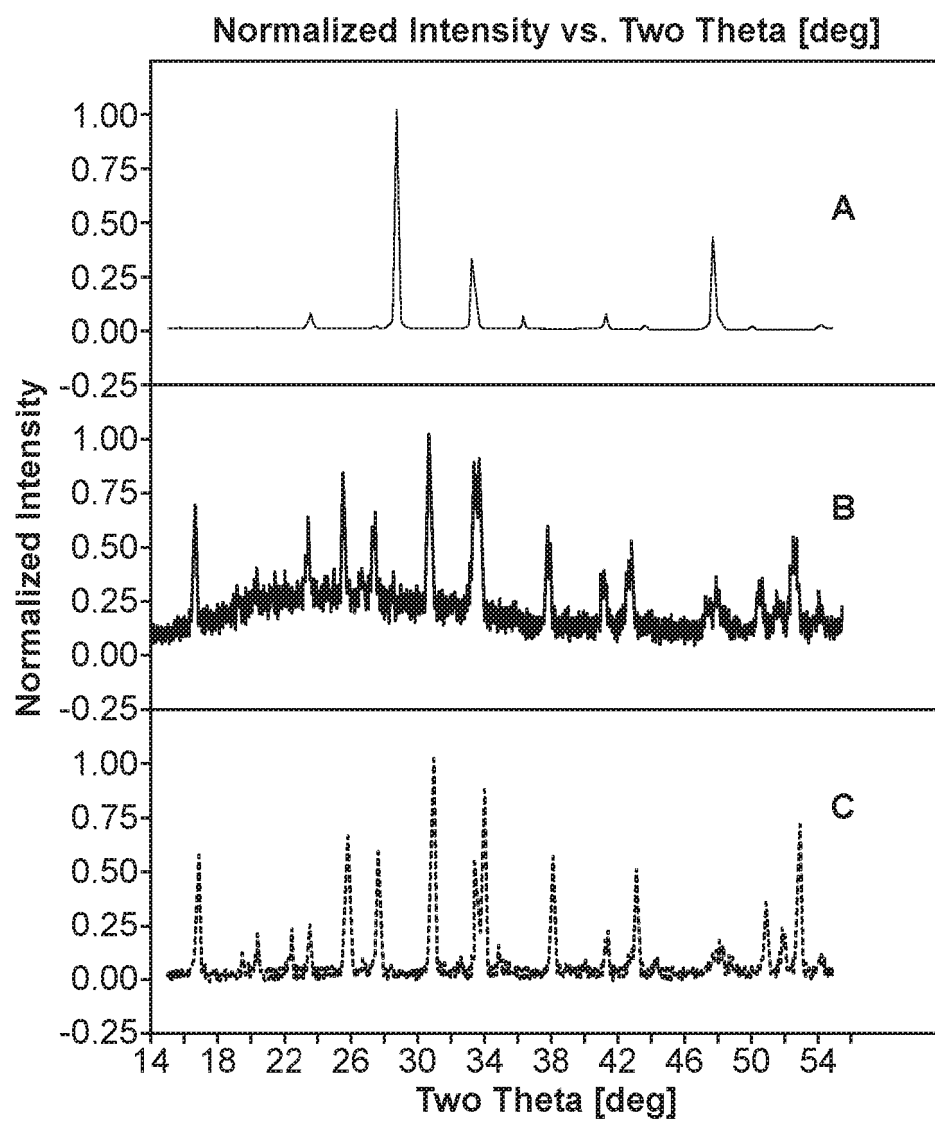 Normalized Intensity vs. Two Theta [deg]
Normalized Intensity
1.00
0.75
0.50
0.25
0.00
-0.25
A
1.00
0.75
0.50
0.25
0.00
-0.25
B
1.00
0.75
0.50
0.25
0.00
-0.25
C
14 18 22 26 30 34 38 42 46 50 54
Two Theta [deg]